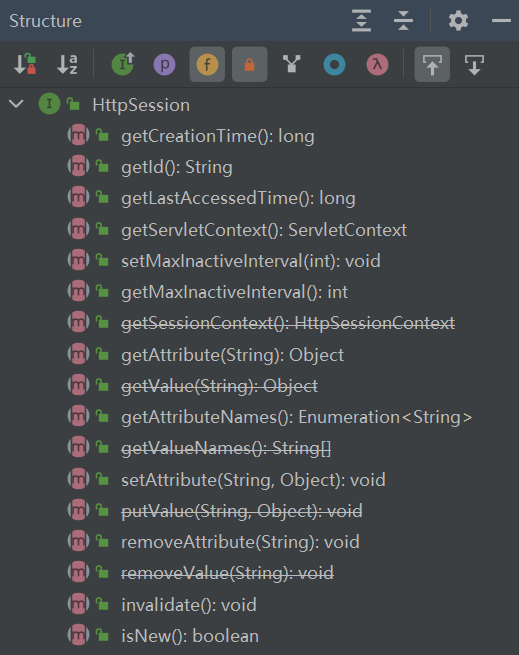 Structure
HttpSession
getCreationTime(): long
getId(): String
getLastAccessedTime(): long
getServletContext(): ServletContext
setMaxInactiveInterval(int): void
getMaxInactiveInterval(): int
getSessionContext(): HttpSessionContext
getAttribute(String): Object
getValue(String): Object
getAttributeNames(): Enumeration<String>
getValueNames(): String[]
setAttribute(String, Object): void
putValue(String, Object): void
removeAttribute(String): void
removeValue(String): void
invalidate(): void
isNew(): boolean